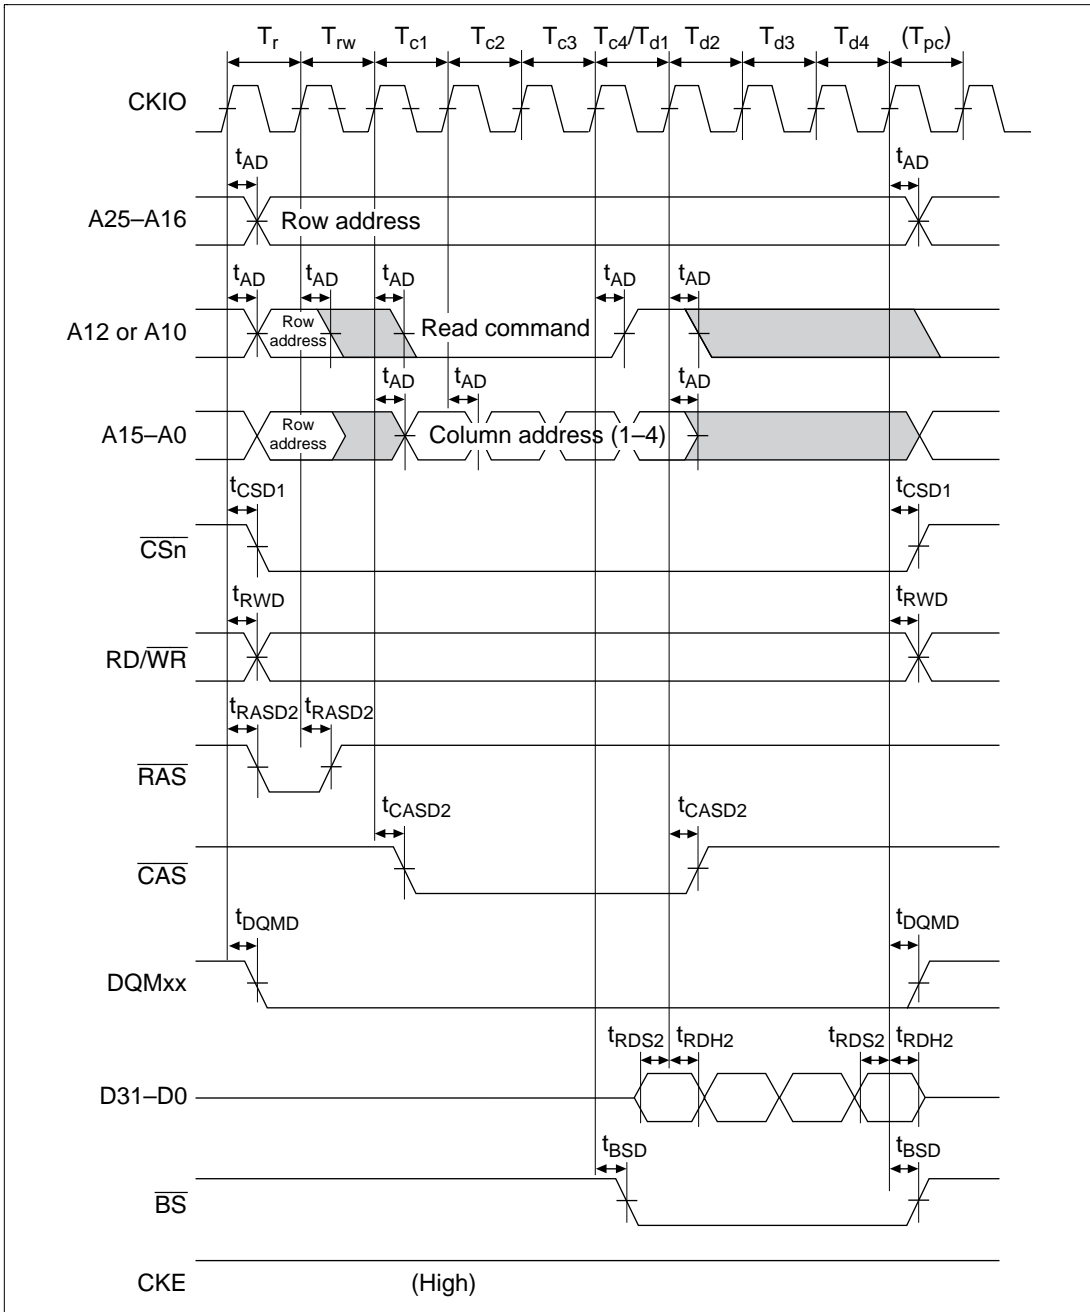 Tr Trw Tc1 Tc2 Tc3 Tc4/Td1 Td2 Td3 Td4 (Tpc)
CKIO
tAD tAD
A25–A16 Row address
tAD tAD tAD tAD tAD
A12 or A10 Row address Read command
tAD tAD tAD
A15–A0 Row address Column address (1–4)
tCSD1 tCSD1
CSn
tRWD tRWD
RD/WR
tRASD2 tRASD2
RAS
tCASD2 tCASD2
CAS
tDQMD tDQMD
DQMxx
tRDS2 tRDH2 tRDS2 tRDH2
D31–D0
tBSD tBSD
BS
CKE (High)